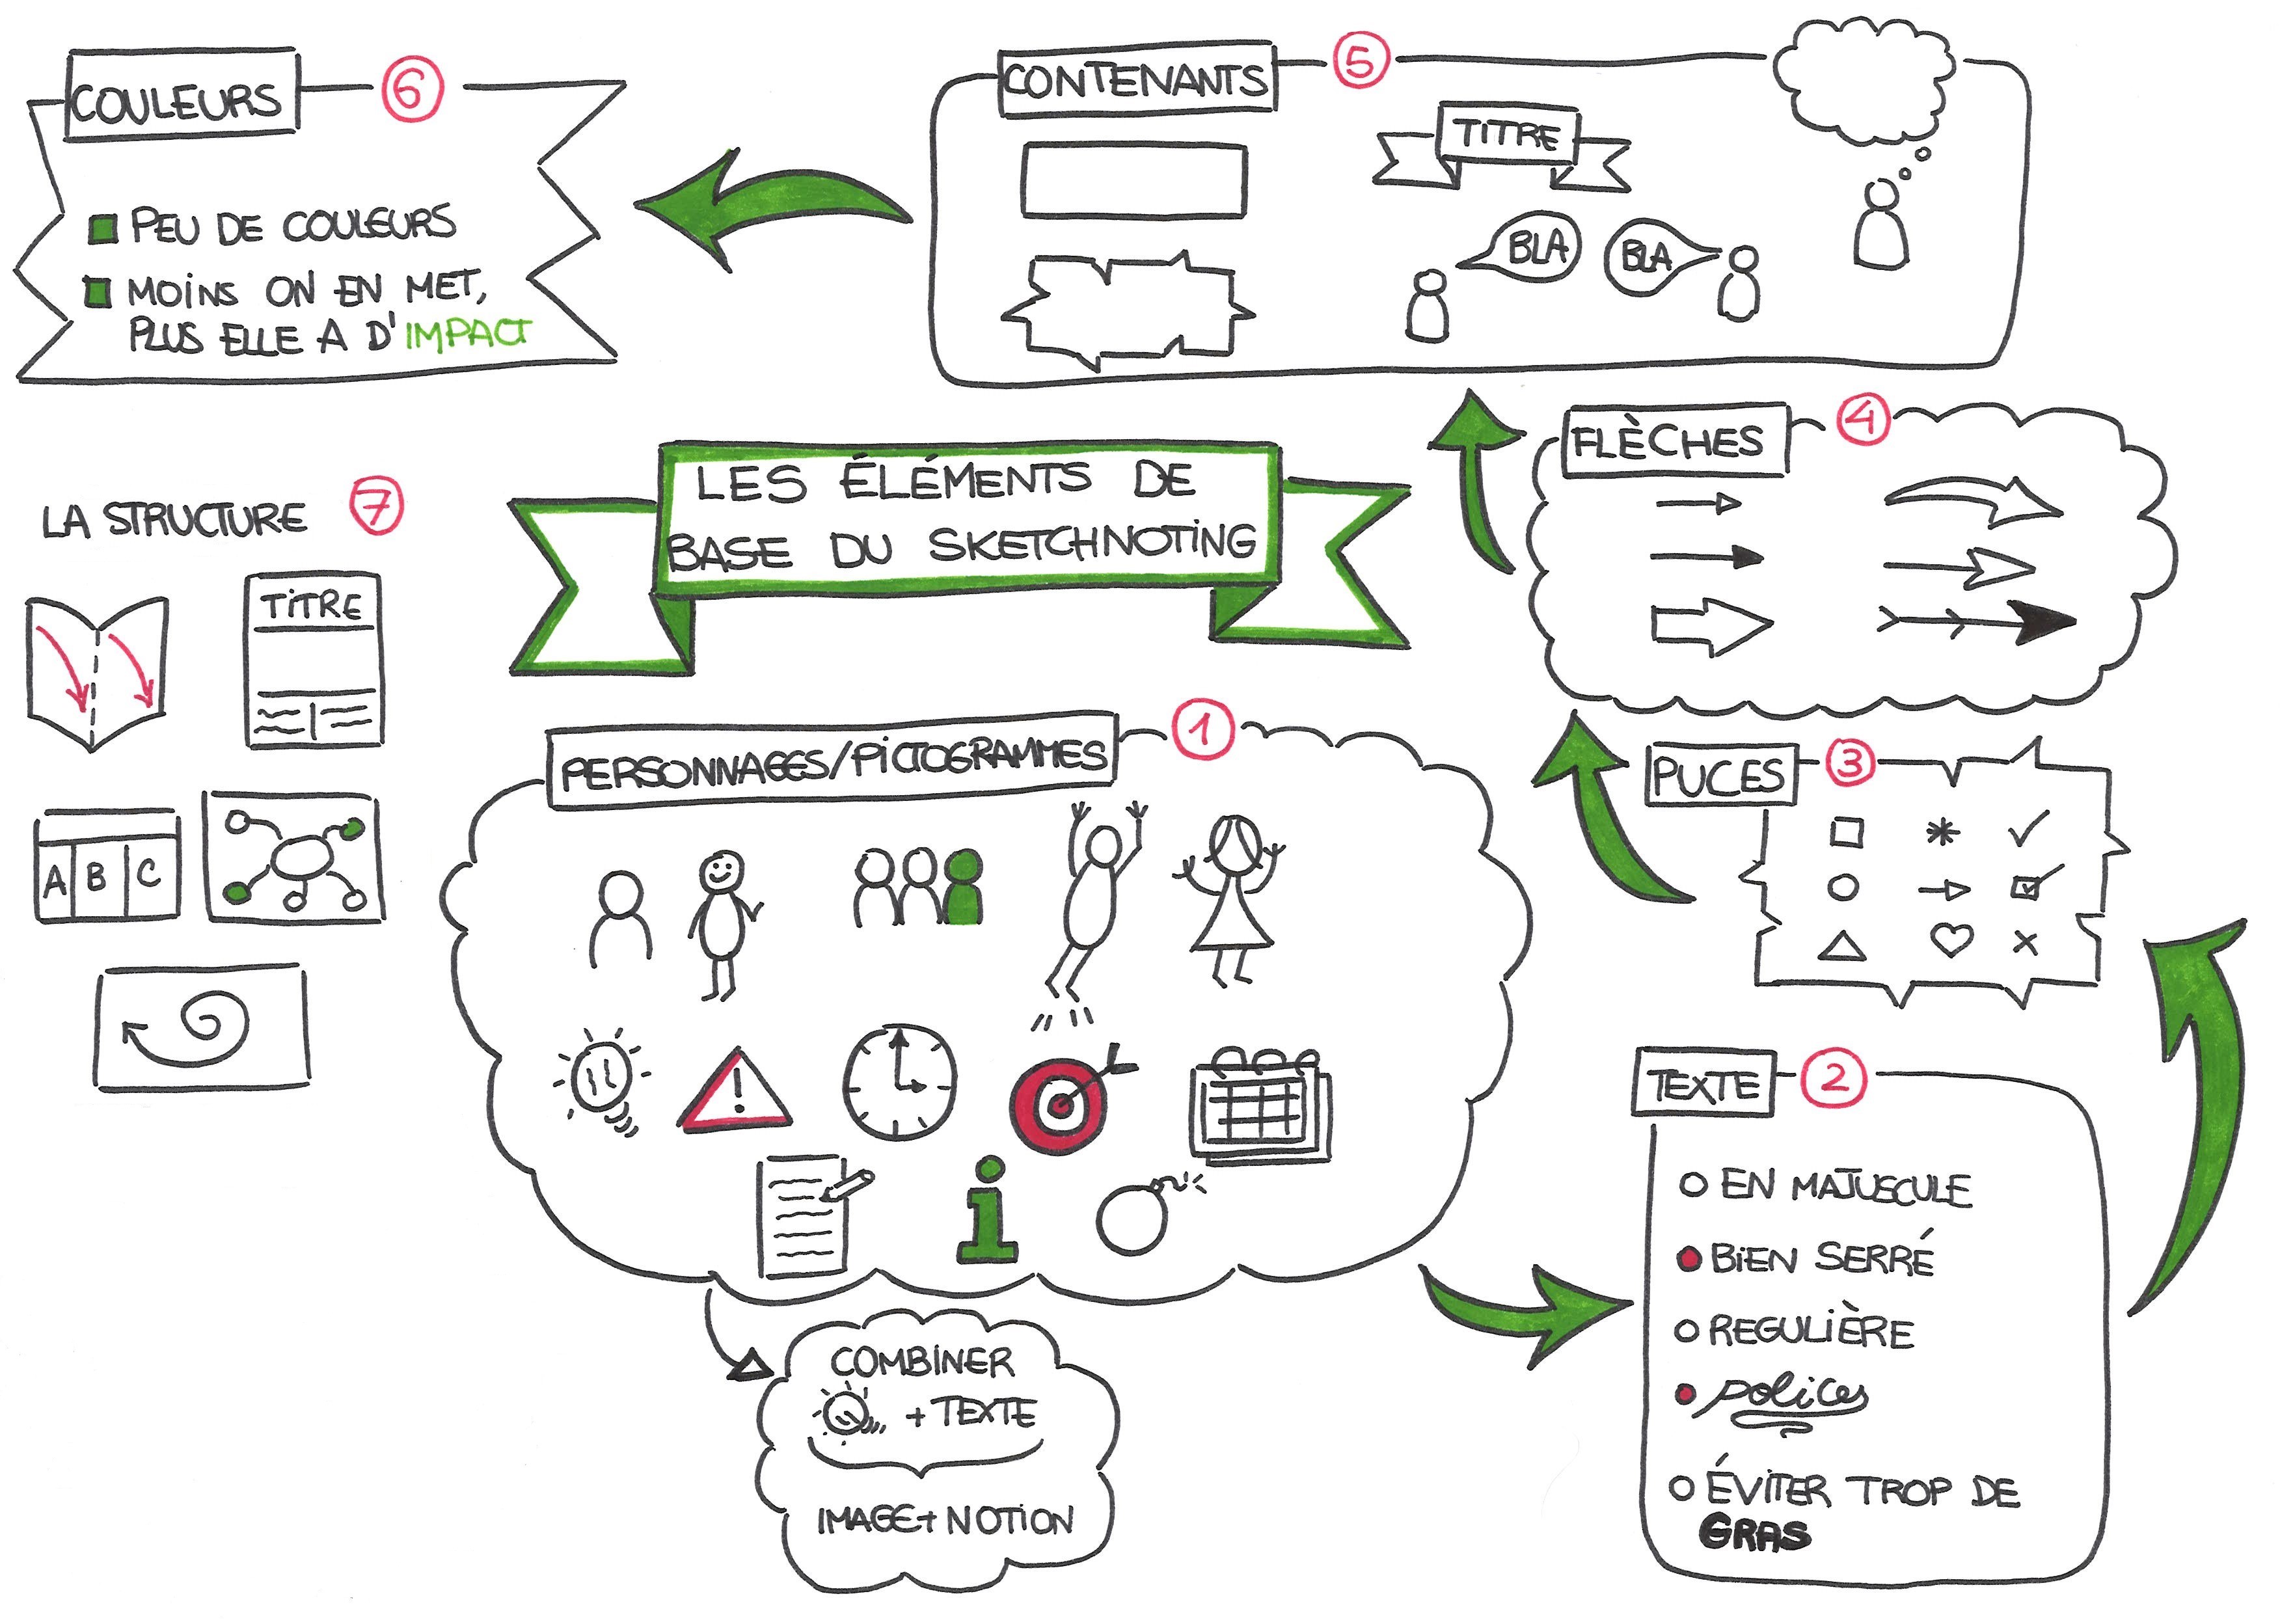 LES ÉLÉMENTS DE
BASE DU SKETCHNOTING
PERSONNAGES/PICTOGRAMMES 1
!
i
COMBINER
+ TEXTE
IMAGE + NOTION
TEXTE 2
EN MAJUSCULE
BIEN SERRÉ
REGULIÈRE
polices
ÉVITER TROP DE
GRAS
PUCES 3
FLÈCHES 4
CONTENANTS 5
TITRE
BLA
BLA
COULEURS 6
PEU DE COULEURS
MOINS ON EN MET,
PLUS ELLE A D'IMPACT
LA STRUCTURE 7
TITRE
A B C